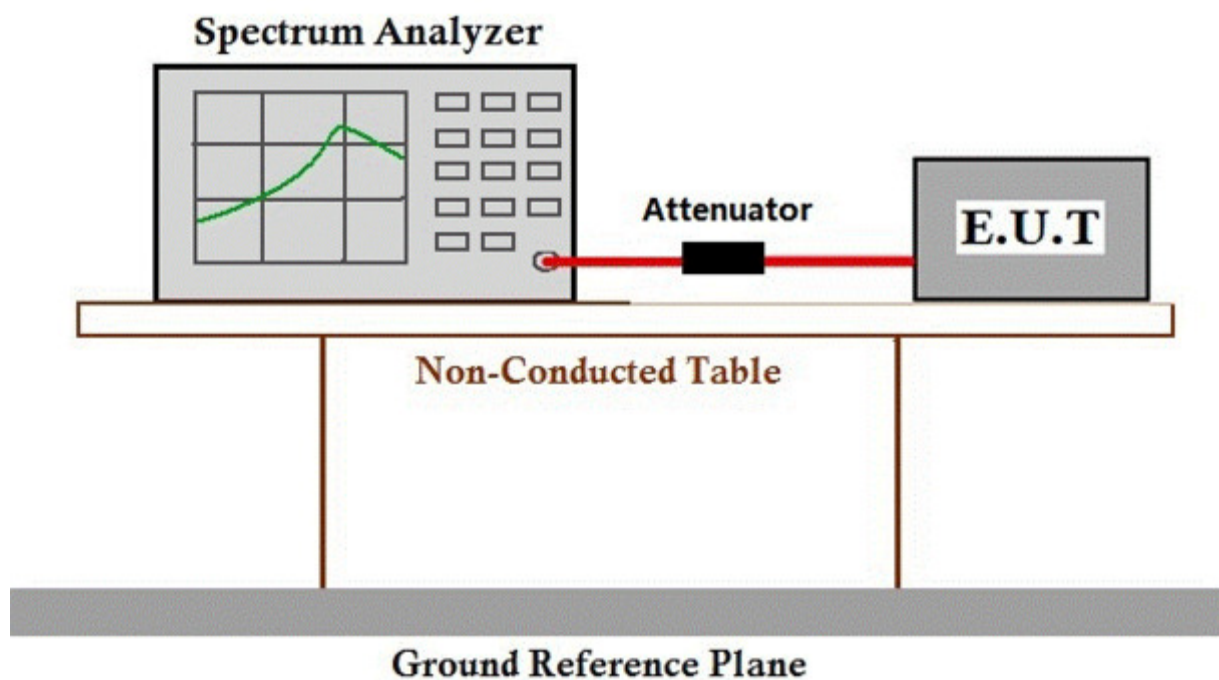 Spectrum Analyzer
Attenuator
E.U.T
Non-Conducted Table
Ground Reference Plane